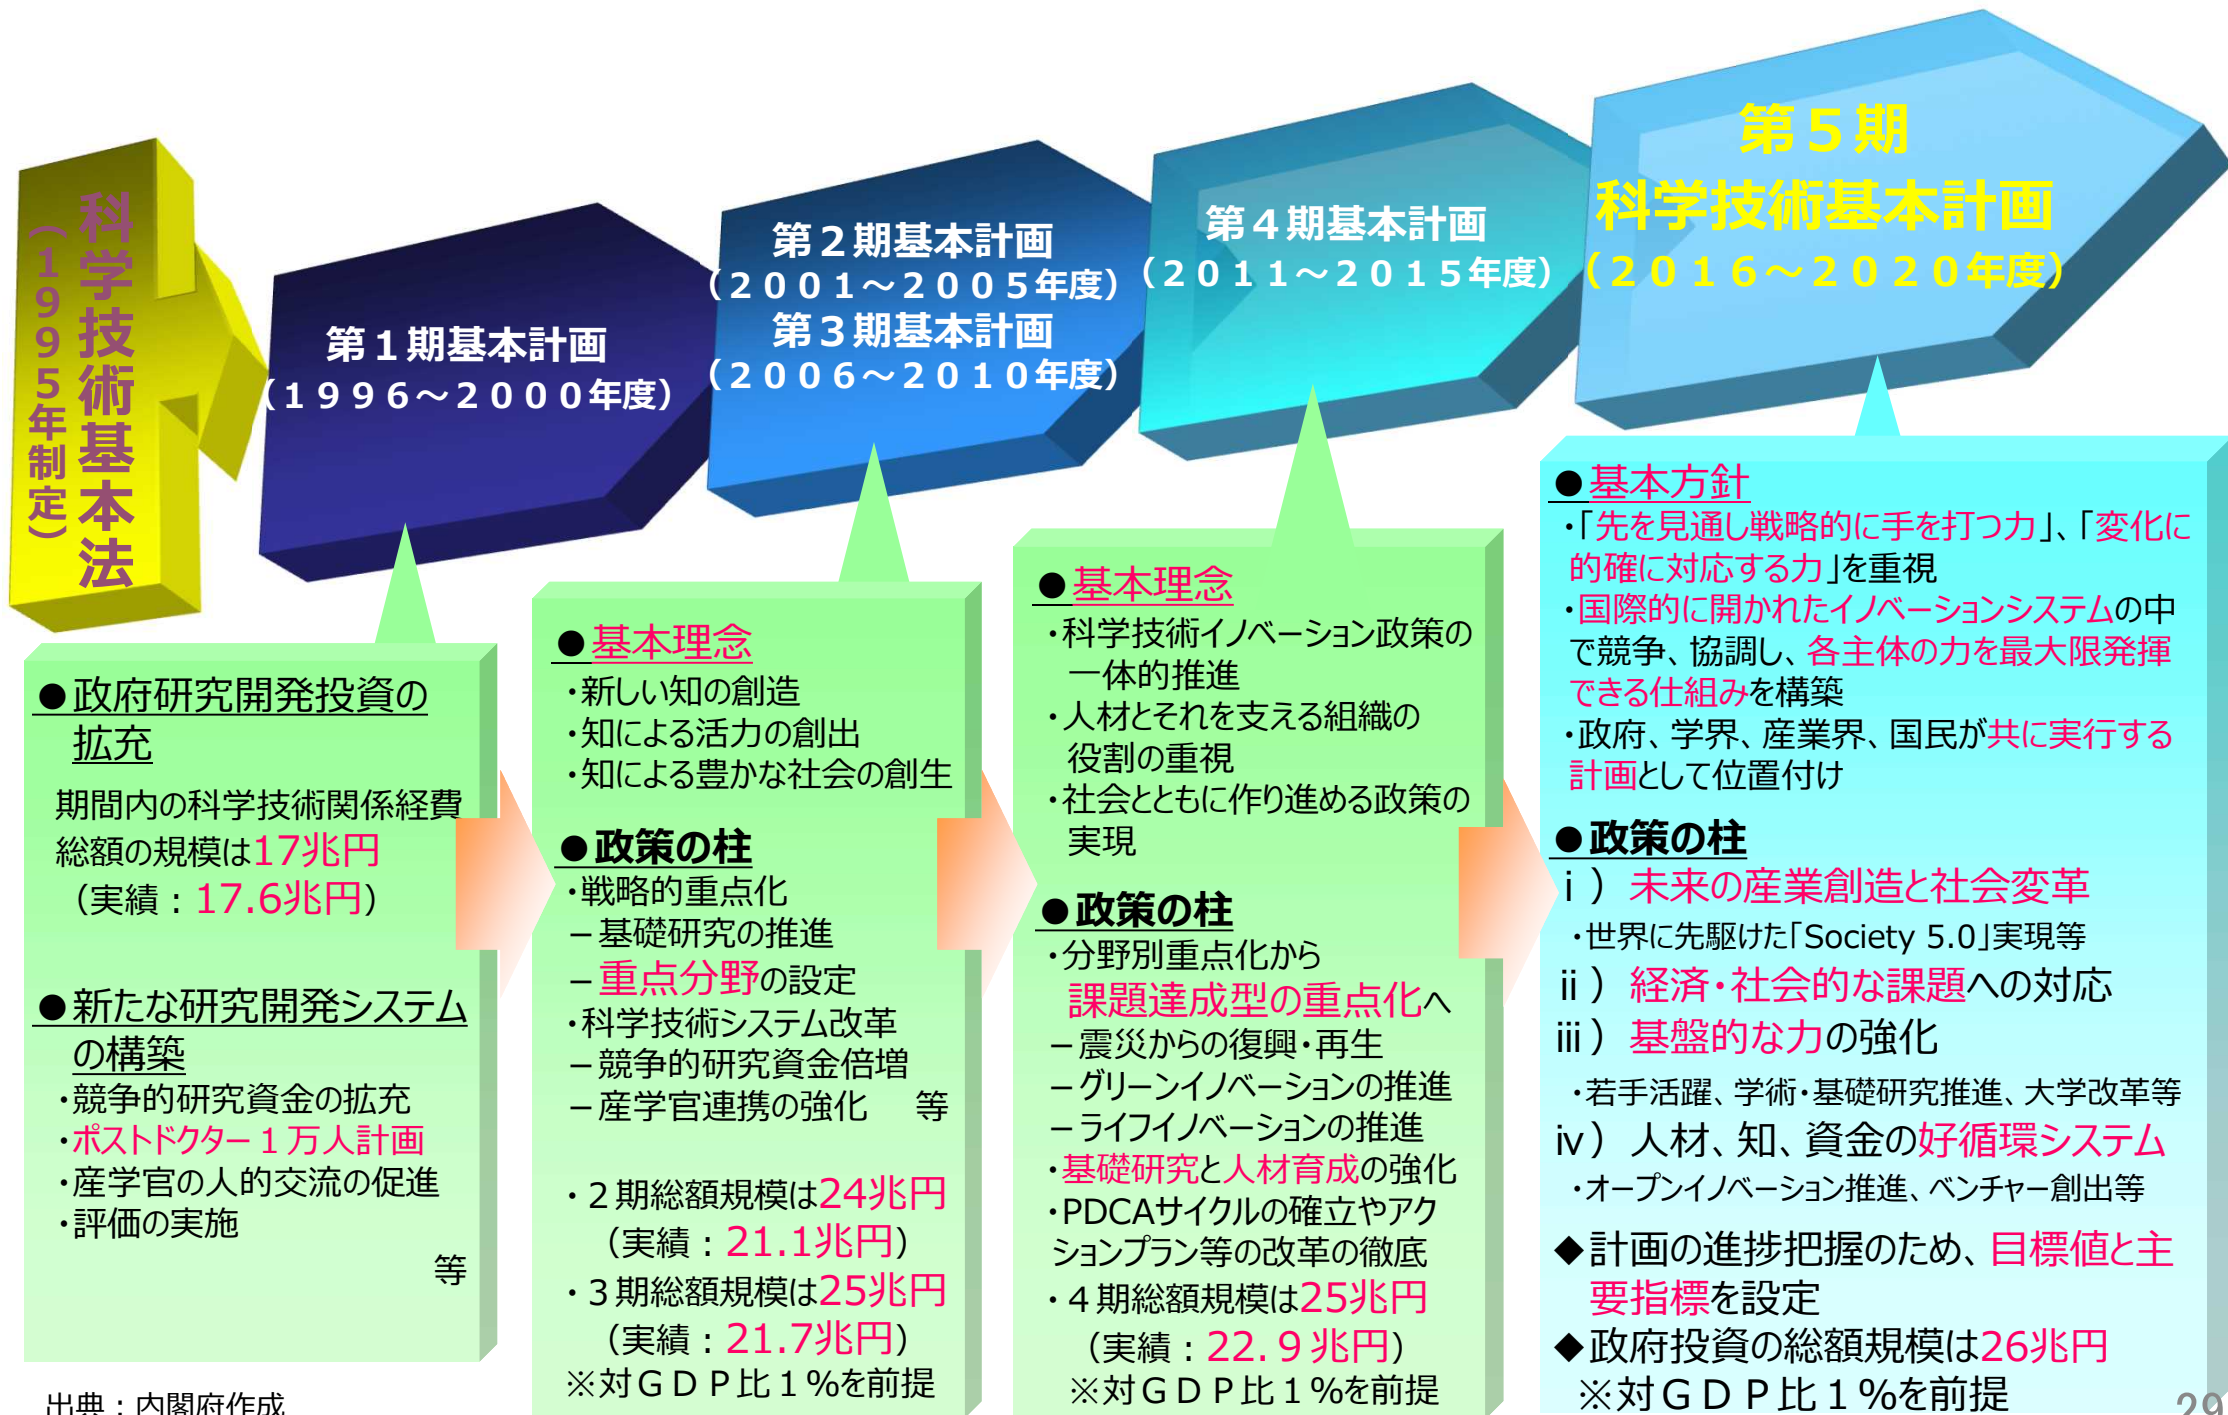 科学技術基本法
（1995年制定）
第１期基本計画
（１９９６～２０００年度）
第２期基本計画
（２００１～２００５年度）
第３期基本計画
（２００６～２０１０年度）
第４期基本計画
（２０１１～２０１５年度）
第５期
科学技術基本計画
（２０１６～２０２０年度）
●政府研究開発投資の
拡充
期間内の科学技術関係経費
総額の規模は17兆円
（実績：17.6兆円）
●新たな研究開発システム
の構築
・競争的研究資金の拡充
・ポストドクター１万人計画
・産学官の人的交流の促進
・評価の実施
等
●基本理念
・新しい知の創造
・知による活力の創出
・知による豊かな社会の創生
●政策の柱
・戦略的重点化
－基礎研究の推進
－重点分野の設定
・科学技術システム改革
－競争的研究資金倍増
－産学官連携の強化　等
・２期総額規模は24兆円
（実績：21.1兆円）
・３期総額規模は25兆円
（実績：21.7兆円）
※対ＧＤＰ比１％を前提
●基本理念
・科学技術イノベーション政策の
一体的推進
・人材とそれを支える組織の
役割の重視
・社会とともに作り進める政策の
実現
●政策の柱
・分野別重点化から
課題達成型の重点化へ
－震災からの復興・再生
－グリーンイノベーションの推進
－ライフイノベーションの推進
・基礎研究と人材育成の強化
・PDCAサイクルの確立やアク
ションプラン等の改革の徹底
・４期総額規模は25兆円
（実績：22.９兆円）
※対ＧＤＰ比１％を前提
●基本方針
・「先を見通し戦略的に手を打つ力」、「変化に
的確に対応する力」を重視
・国際的に開かれたイノベーションシステムの中
で競争、協調し、各主体の力を最大限発揮
できる仕組みを構築
・政府、学界、産業界、国民が共に実行する
計画として位置付け
●政策の柱
ⅰ）未来の産業創造と社会変革
・世界に先駆けた「Society 5.0」実現等
ⅱ）経済・社会的な課題への対応
ⅲ）基盤的な力の強化
・若手活躍、学術・基礎研究推進、大学改革等
ⅳ）人材、知、資金の好循環システム
・オープンイノベーション推進、ベンチャー創出等
◆計画の進捗把握のため、目標値と主
要指標を設定
◆政府投資の総額規模は26兆円
※対ＧＤＰ比１％を前提
出典：内閣府作成
29